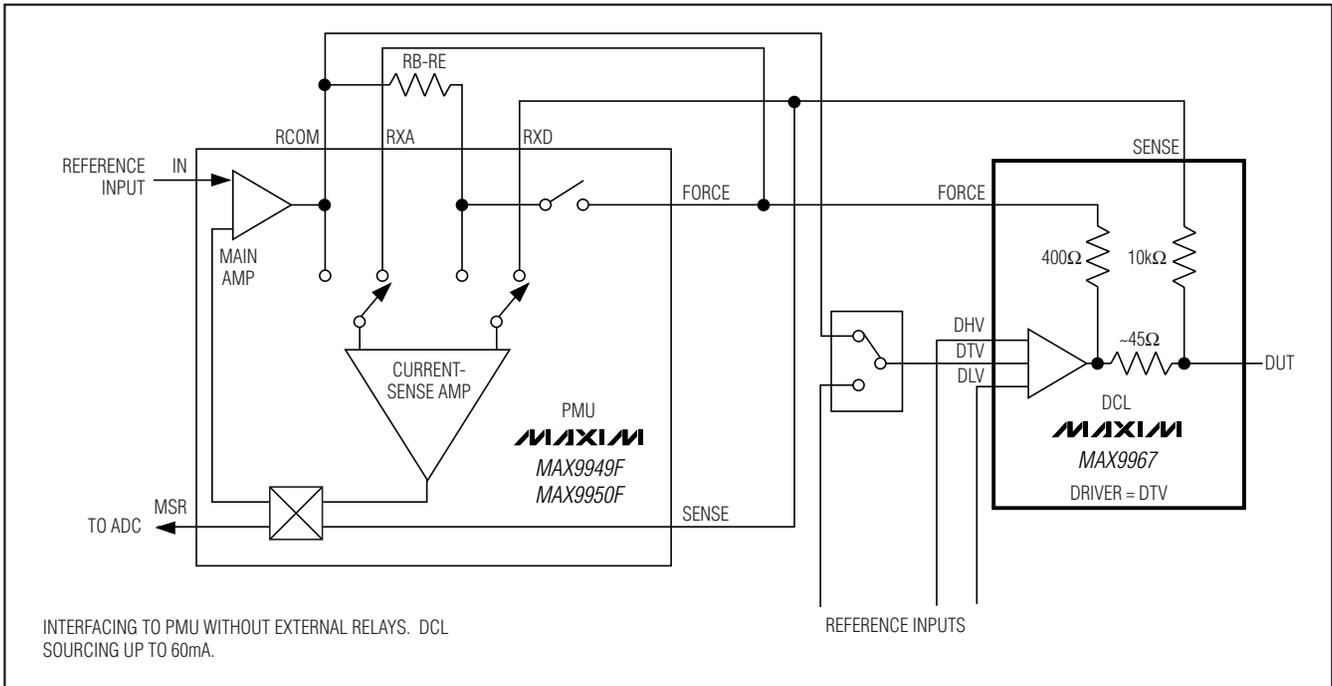 RB-RE
RCOM
RXA
RXD
SENSE
REFERENCE
INPUT
IN
FORCE
FORCE
MAIN
AMP
400Ω
10kΩ
DHV
DTV
DLV
~45Ω
DUT
CURRENT-
SENSE AMP
PMU
MAXIM
MAX9949F
MAX9950F
DCL
MAXIM
MAX9967
DRIVER = DTV
MSR
TO ADC
SENSE
REFERENCE INPUTS
INTERFACING TO PMU WITHOUT EXTERNAL RELAYS. DCL
SOURCING UP TO 60mA.